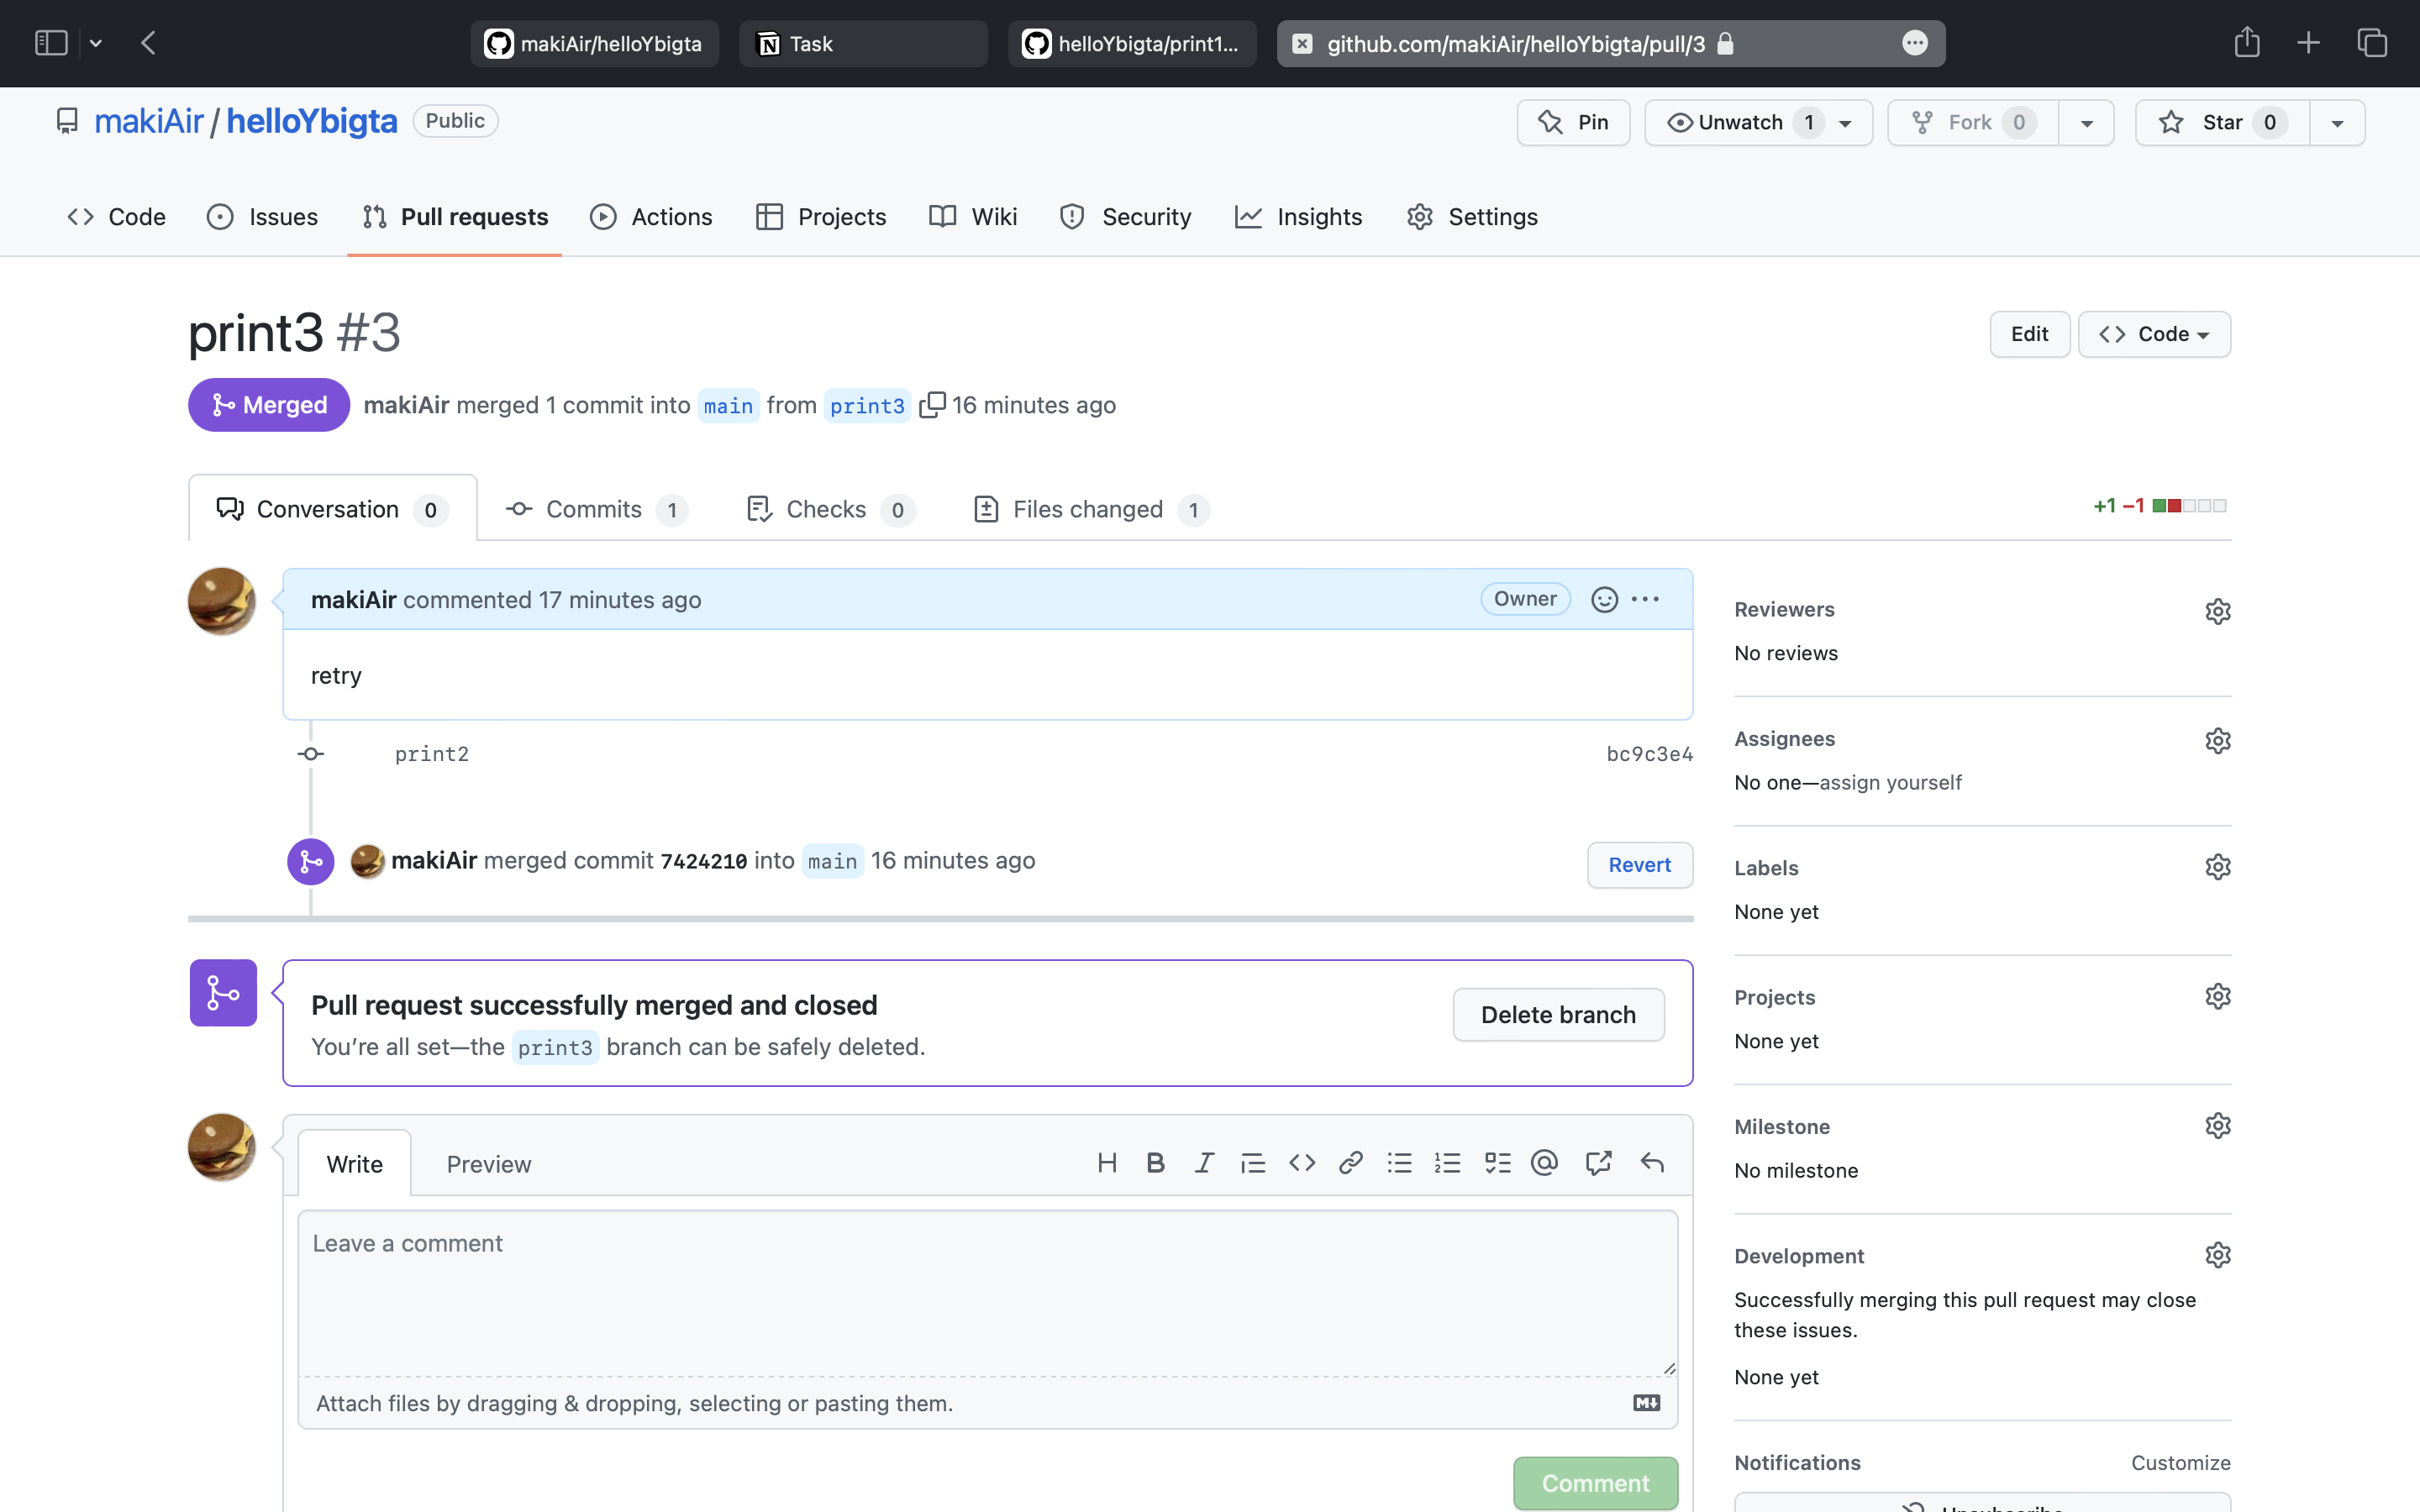 makiAir/helloYbigta
Task
helloYbigta/print1...
github.com/makiAir/helloYbigta/pull/3
makiAir / helloYbigta Public
Pin
Unwatch 1
Fork 0
Star 0
Code
Issues
Pull requests
Actions
Projects
Wiki
Security
Insights
Settings
print3 #3
Edit
Code
Merged makiAir merged 1 commit into main from print3 16 minutes ago
Conversation 0
Commits 1
Checks 0
Files changed 1
+1 −1
makiAir commented 17 minutes ago
Owner
retry
print2
bc9c3e4
makiAir merged commit 7424210 into main 16 minutes ago
Revert
Pull request successfully merged and closed
You’re all set—the print3 branch can be safely deleted.
Delete branch
Write
Preview
Leave a comment
Attach files by dragging & dropping, selecting or pasting them.
Comment
Reviewers
No reviews
Assignees
No one—assign yourself
Labels
None yet
Projects
None yet
Milestone
No milestone
Development
Successfully merging this pull request may close
these issues.
None yet
Notifications
Customize